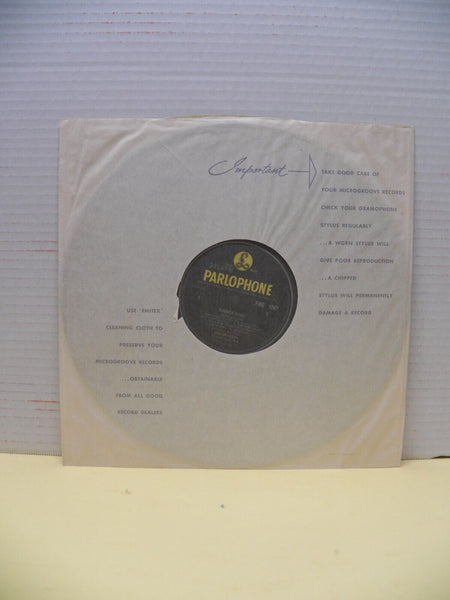 Important
TAKE GOOD CARE OF
YOUR MICROGROOVE RECORDS
CHECK YOUR GRAMOPHONE
STYLUS REGULARLY
...A WORN STYLUS WILL
GIVE POOR REPRODUCTION
...A CHIPPED
STYLUS WILL PERMANENTLY
DAMAGE A RECORD
PARLOPHONE
USE 'EMITEX'
CLEANING CLOTH TO
PRESERVE YOUR
MICROGROOVE RECORDS
...OBTAINABLE
FROM ALL GOOD
RECORD DEALERS